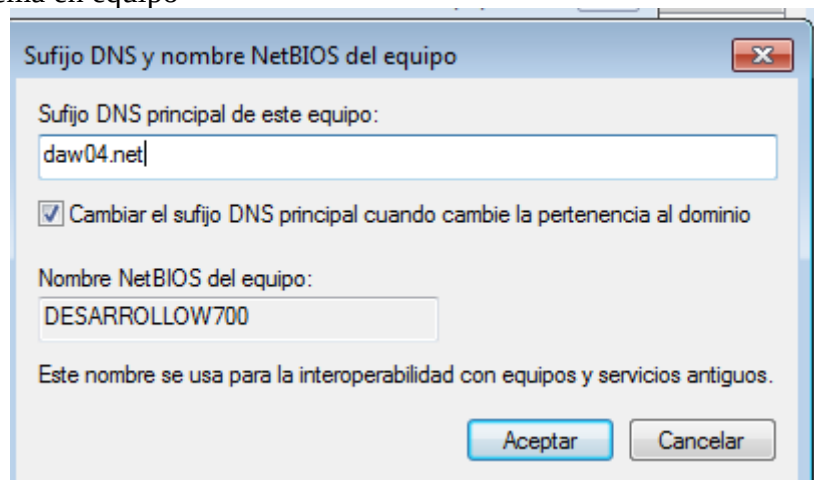 en equipo
Sufijo DNS y nombre NetBIOS del equipo
Sufijo DNS principal de este equipo:
daw04.net
Cambiar el sufijo DNS principal cuando cambie la pertenencia al dominio
Nombre NetBIOS del equipo:
DESARROLLOW700
Este nombre se usa para la interoperabilidad con equipos y servicios antiguos.
Aceptar Cancelar